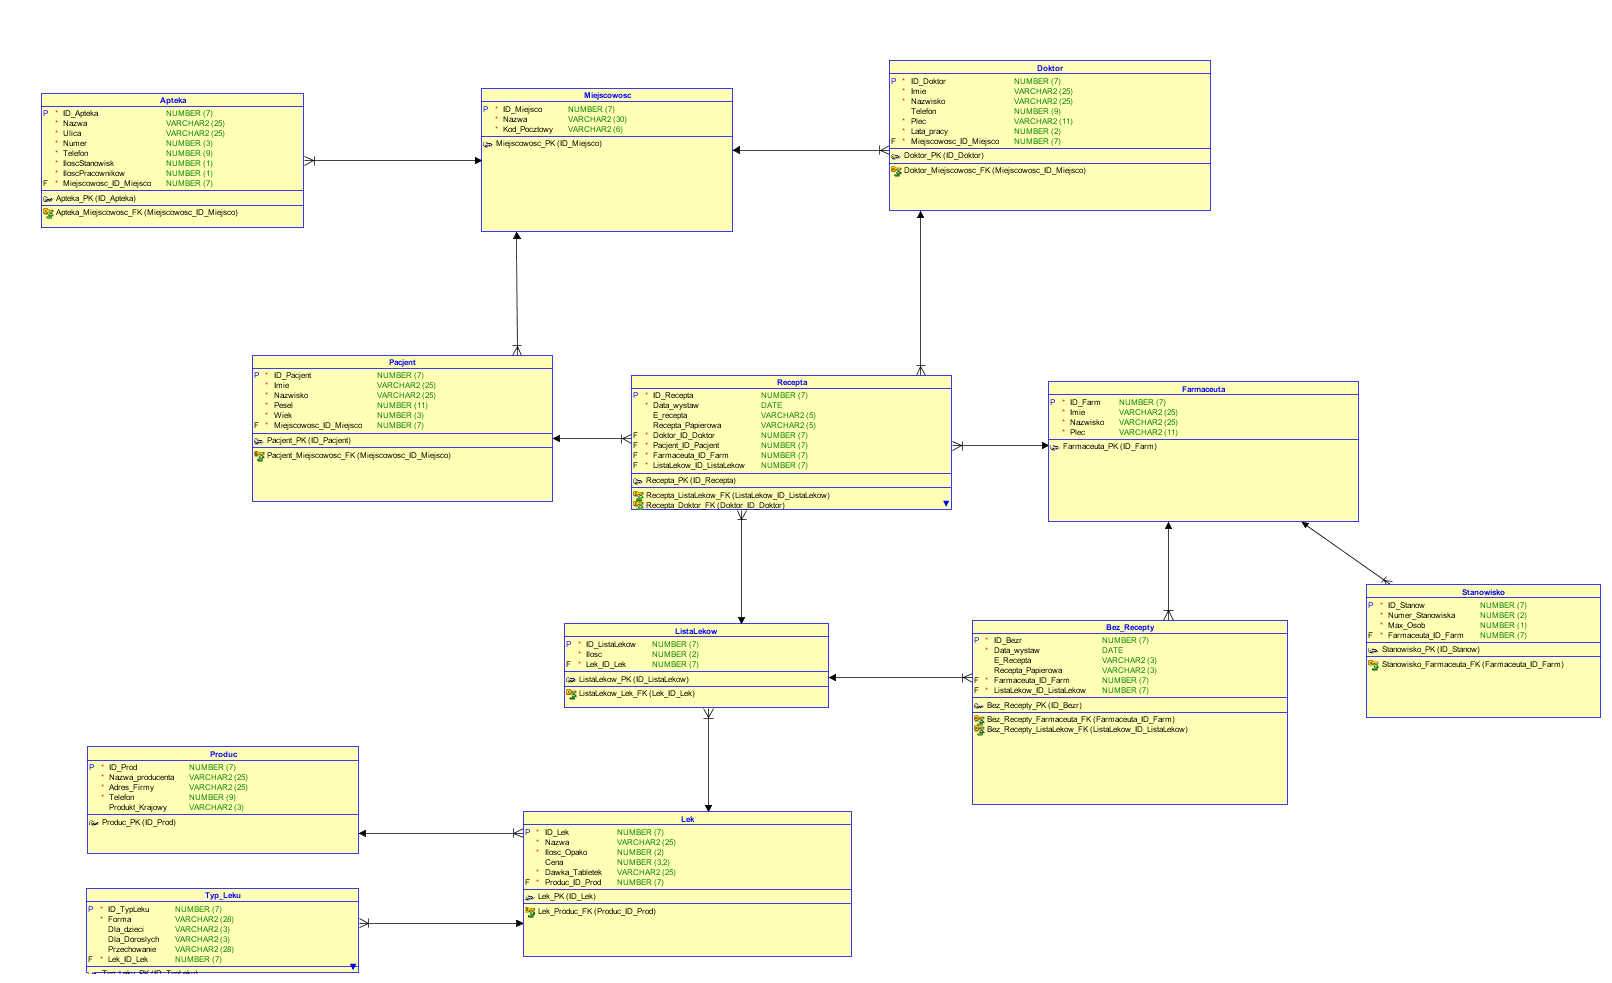 Apteka
P * ID_Apteka NUMBER (7)
* Nazwa VARCHAR2 (25)
* Ulica VARCHAR2 (25)
* Numer NUMBER (3)
* Telefon NUMBER (9)
* IloscStanowisk NUMBER (1)
* IloscPracownikow NUMBER (1)
F * Miejscowosc_ID_Miejsco NUMBER (7)
Apteka_PK (ID_Apteka)
Apteka_Miejscowosc_FK (Miejscowosc_ID_Miejsco)
Miejscowosc
P * ID_Miejsco NUMBER (7)
* Nazwa VARCHAR2 (30)
* Kod_Pocztowy VARCHAR2 (6)
Miejscowosc_PK (ID_Miejsco)
Doktor
P * ID_Doktor NUMBER (7)
* Imie VARCHAR2 (25)
* Nazwisko VARCHAR2 (25)
Telefon NUMBER (9)
* Plec VARCHAR2 (11)
* Lata_pracy NUMBER (2)
F * Miejscowosc_ID_Miejsco NUMBER (7)
Doktor_PK (ID_Doktor)
Doktor_Miejscowosc_FK (Miejscowosc_ID_Miejsco)
Pacjent
P * ID_Pacjent NUMBER (7)
* Imie VARCHAR2 (25)
* Nazwisko VARCHAR2 (25)
* Pesel NUMBER (11)
* Wiek NUMBER (3)
F * Miejscowosc_ID_Miejsco NUMBER (7)
Pacjent_PK (ID_Pacjent)
Pacjent_Miejscowosc_FK (Miejscowosc_ID_Miejsco)
Recepta
P * ID_Recepta NUMBER (7)
* Data_wystaw DATE
E_recepta VARCHAR2 (5)
Recepta_Papierowa VARCHAR2 (5)
F * Doktor_ID_Doktor NUMBER (7)
F * Pacjent_ID_Pacjent NUMBER (7)
F * Farmaceuta_ID_Farm NUMBER (7)
F * ListaLekow_ID_ListaLekow NUMBER (7)
Recepta_PK (ID_Recepta)
Recepta_ListaLekow_FK (ListaLekow_ID_ListaLekow)
Recepta_Doktor_FK (Doktor_ID_Doktor)
Farmaceuta
P * ID_Farm NUMBER (7)
* Imie VARCHAR2 (25)
* Nazwisko VARCHAR2 (25)
* Plec VARCHAR2 (11)
Farmaceuta_PK (ID_Farm)
Stanowisko
P * ID_Stanow NUMBER (7)
* Numer_Stanowiska NUMBER (2)
* Max_Osob NUMBER (1)
F * Farmaceuta_ID_Farm NUMBER (7)
Stanowisko_PK (ID_Stanow)
Stanowisko_Farmaceuta_FK (Farmaceuta_ID_Farm)
ListaLekow
P * ID_ListaLekow NUMBER (7)
* Ilosc NUMBER (2)
F * Lek_ID_Lek NUMBER (7)
ListaLekow_PK (ID_ListaLekow)
ListaLekow_Lek_FK (Lek_ID_Lek)
Bez_Recepty
P * ID_Bezr NUMBER (7)
* Data_wystaw DATE
E_Recepta VARCHAR2 (3)
Recepta_Papierowa VARCHAR2 (3)
F * Farmaceuta_ID_Farm NUMBER (7)
F * ListaLekow_ID_ListaLekow NUMBER (7)
Bez_Recepty_PK (ID_Bezr)
Bez_Recepty_Farmaceuta_FK (Farmaceuta_ID_Farm)
Bez_Recepty_ListaLekow_FK (ListaLekow_ID_ListaLekow)
Produc
P * ID_Prod NUMBER (7)
* Nazwa_producenta VARCHAR2 (25)
* Adres_Firmy VARCHAR2 (25)
* Telefon NUMBER (9)
Produkt_Krajowy VARCHAR2 (3)
Produc_PK (ID_Prod)
Lek
P * ID_Lek NUMBER (7)
* Nazwa VARCHAR2 (25)
* Ilosc_Opako NUMBER (2)
Cena NUMBER (3,2)
* Dawka_Tabletek VARCHAR2 (25)
F * Produc_ID_Prod NUMBER (7)
Lek_PK (ID_Lek)
Lek_Produc_FK (Produc_ID_Prod)
Typ_Leku
P * ID_TypLeku NUMBER (7)
* Forma VARCHAR2 (28)
Dla_dzieci VARCHAR2 (3)
Dla_Doroslych VARCHAR2 (3)
Przechowanie VARCHAR2 (28)
F * Lek_ID_Lek NUMBER (7)
Typ_Leku_PK (ID_TypLeku)